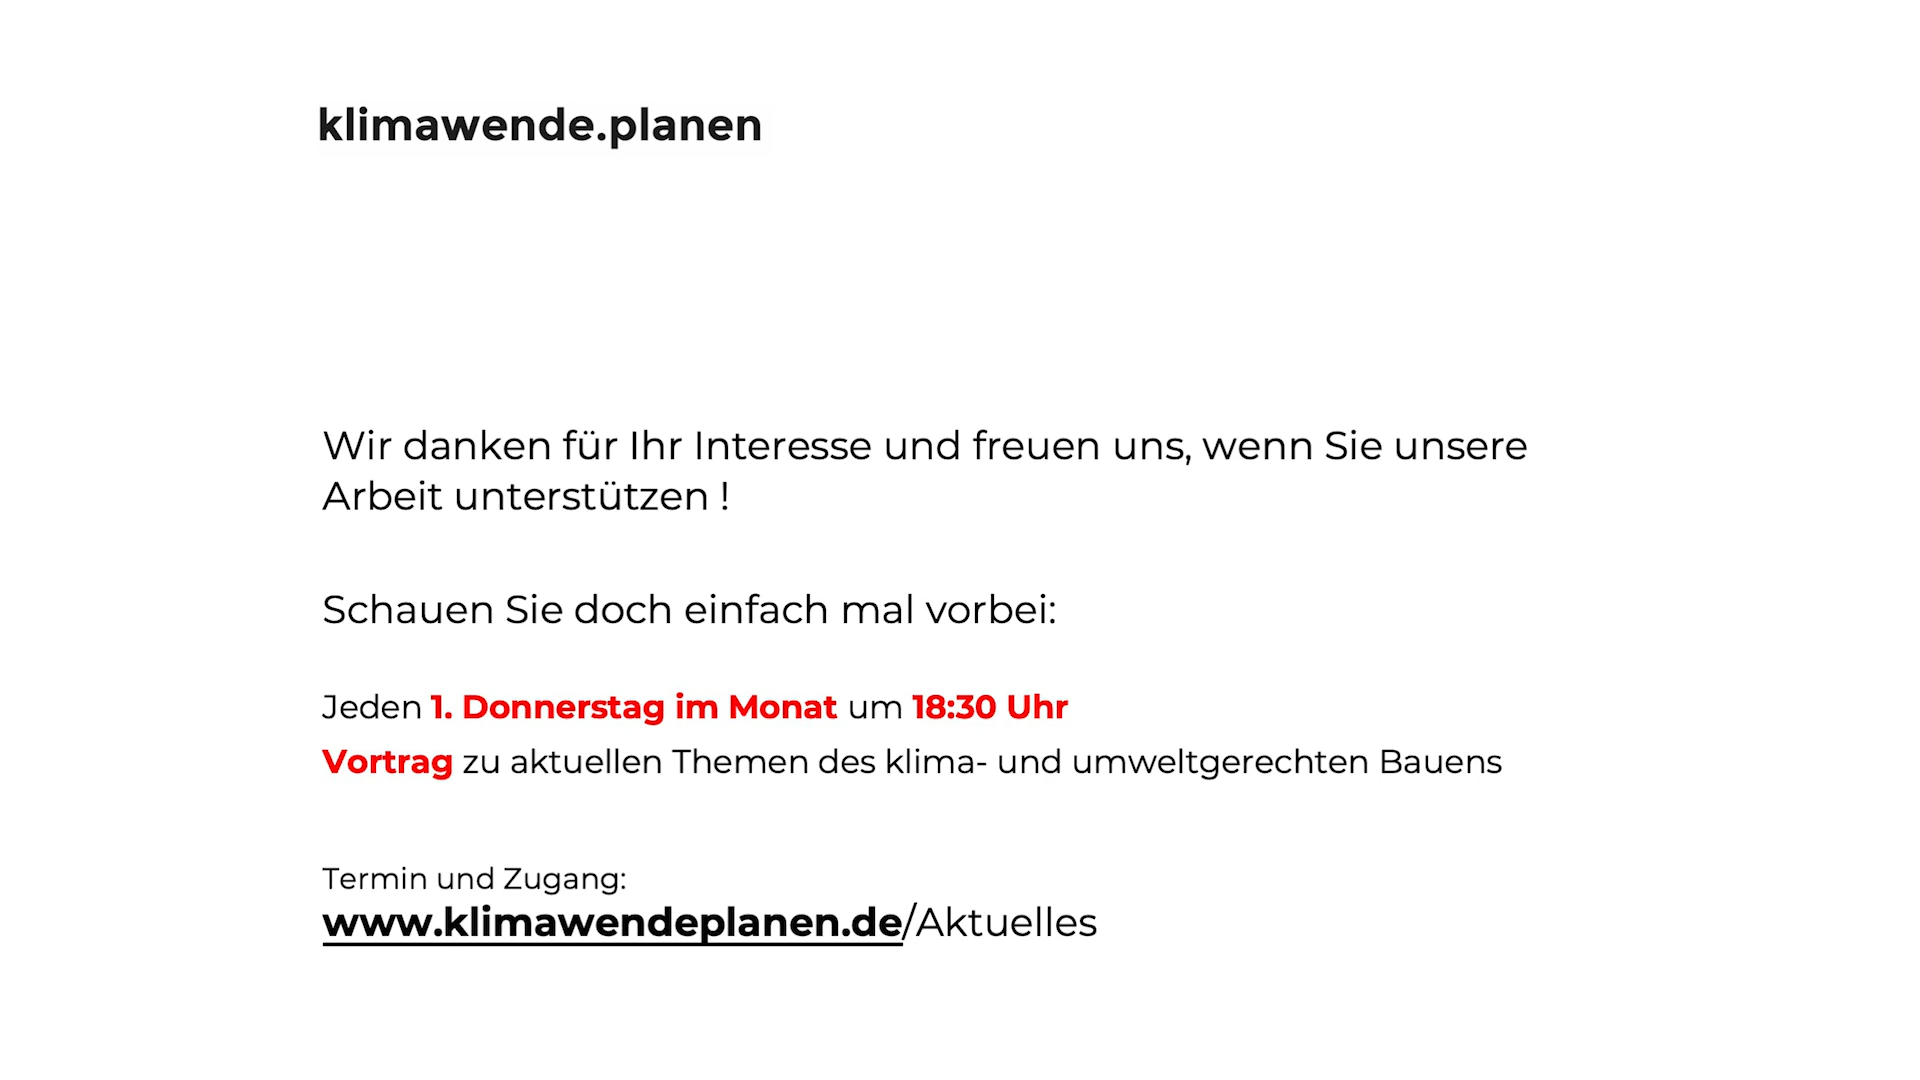 klimawende.planen
Wir danken für Ihr Interesse und freuen uns, wenn Sie unsere
Arbeit unterstützen !
Schauen Sie doch einfach mal vorbei:
Jeden 1. Donnerstag im Monat um 18:30 Uhr
Vortrag zu aktuellen Themen des klima- und umweltgerechten Bauens
Termin und Zugang:
www.klimawendeplanen.de/Aktuelles